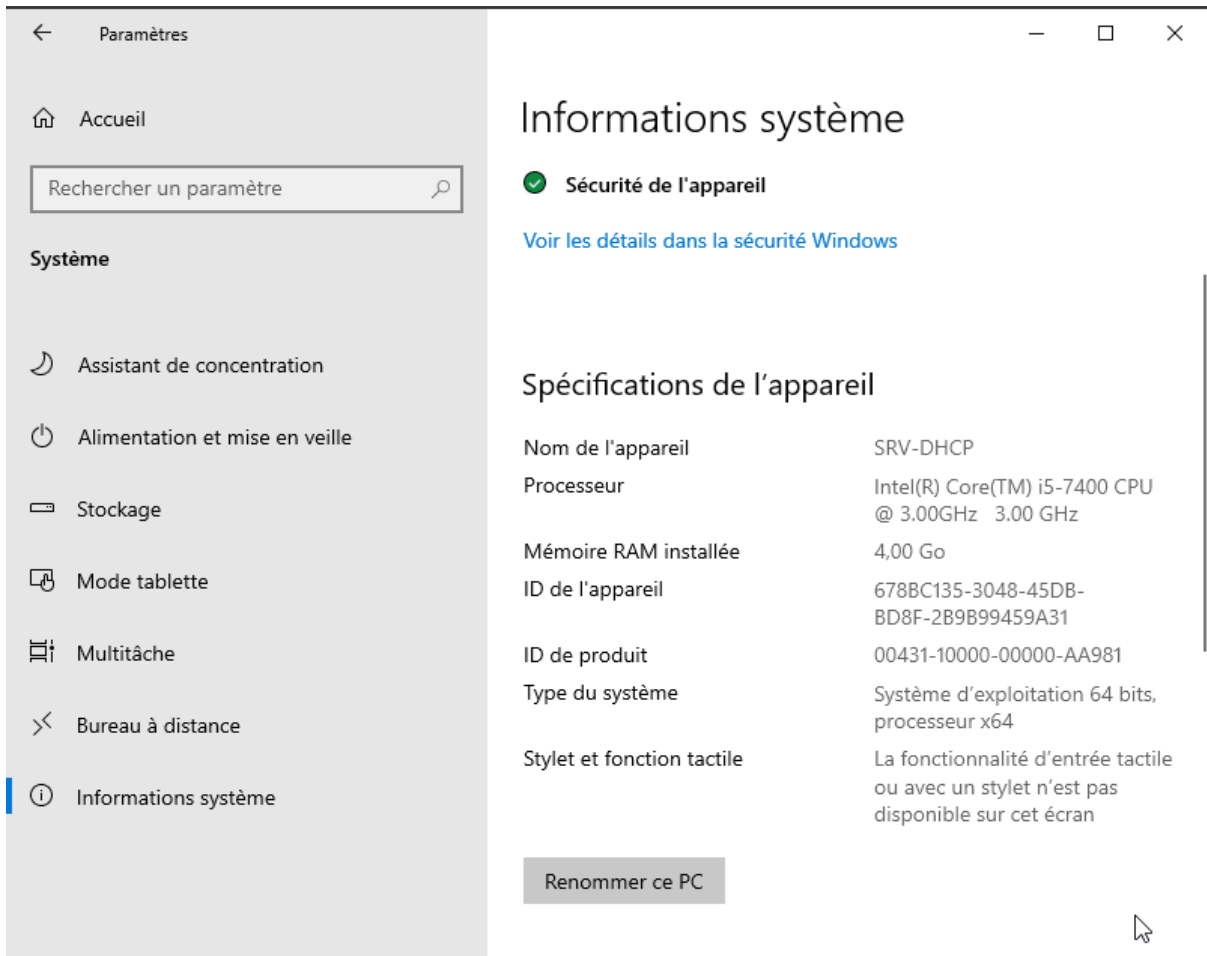 Paramètres
Accueil
Rechercher un paramètre
Système
Assistant de concentration
Alimentation et mise en veille
Stockage
Mode tablette
Multitâche
Bureau à distance
Informations système
Informations système
Sécurité de l'appareil
Voir les détails dans la sécurité Windows
Spécifications de l’appareil
Nom de l'appareil SRV-DHCP
Processeur Intel(R) Core(TM) i5-7400 CPU
@ 3.00GHz 3.00 GHz
Mémoire RAM installée 4,00 Go
ID de l'appareil 678BC135-3048-45DB-
BD8F-2B9B99459A31
ID de produit 00431-10000-00000-AA981
Type du système Système d’exploitation 64 bits,
processeur x64
Stylet et fonction tactile La fonctionnalité d’entrée tactile
ou avec un stylet n’est pas
disponible sur cet écran
Renommer ce PC